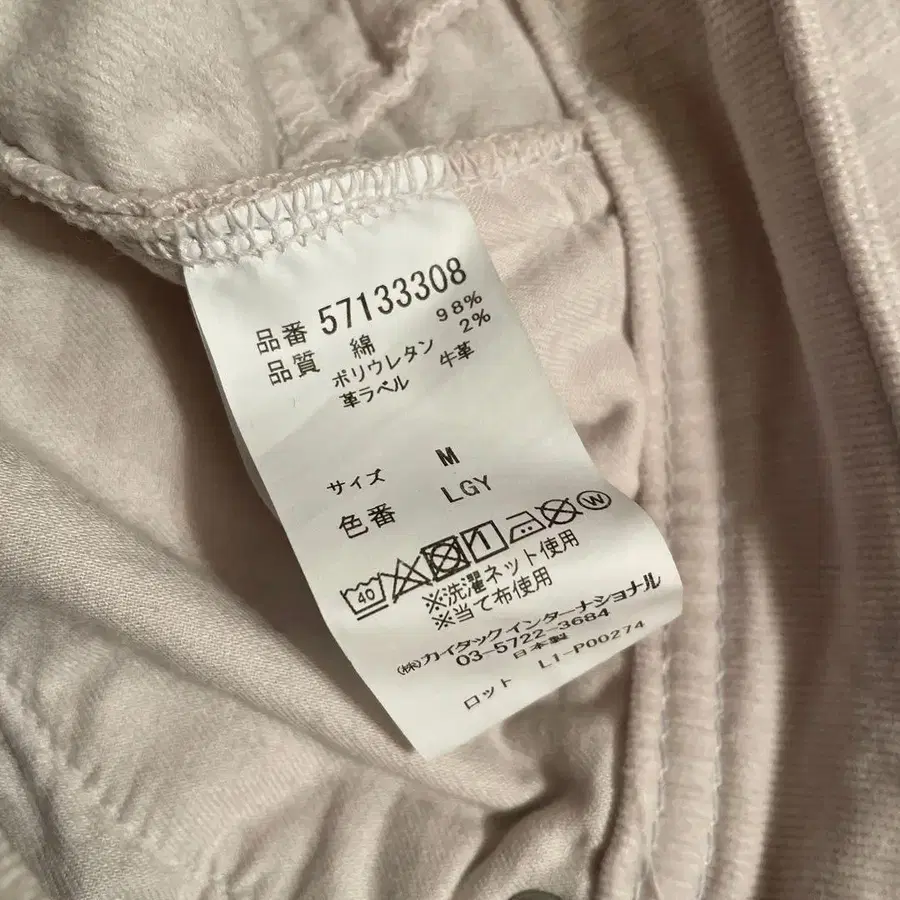 品番 57133308
品質 綿 98%
ポリウレタン 2%
革ラベル 牛革
サイズ M
色番 LGY
40 W
※洗濯ネット使用
※当て布使用
(株)カイタックインターナショナル
03-5722-3684
日本製
ロット L1-P00274